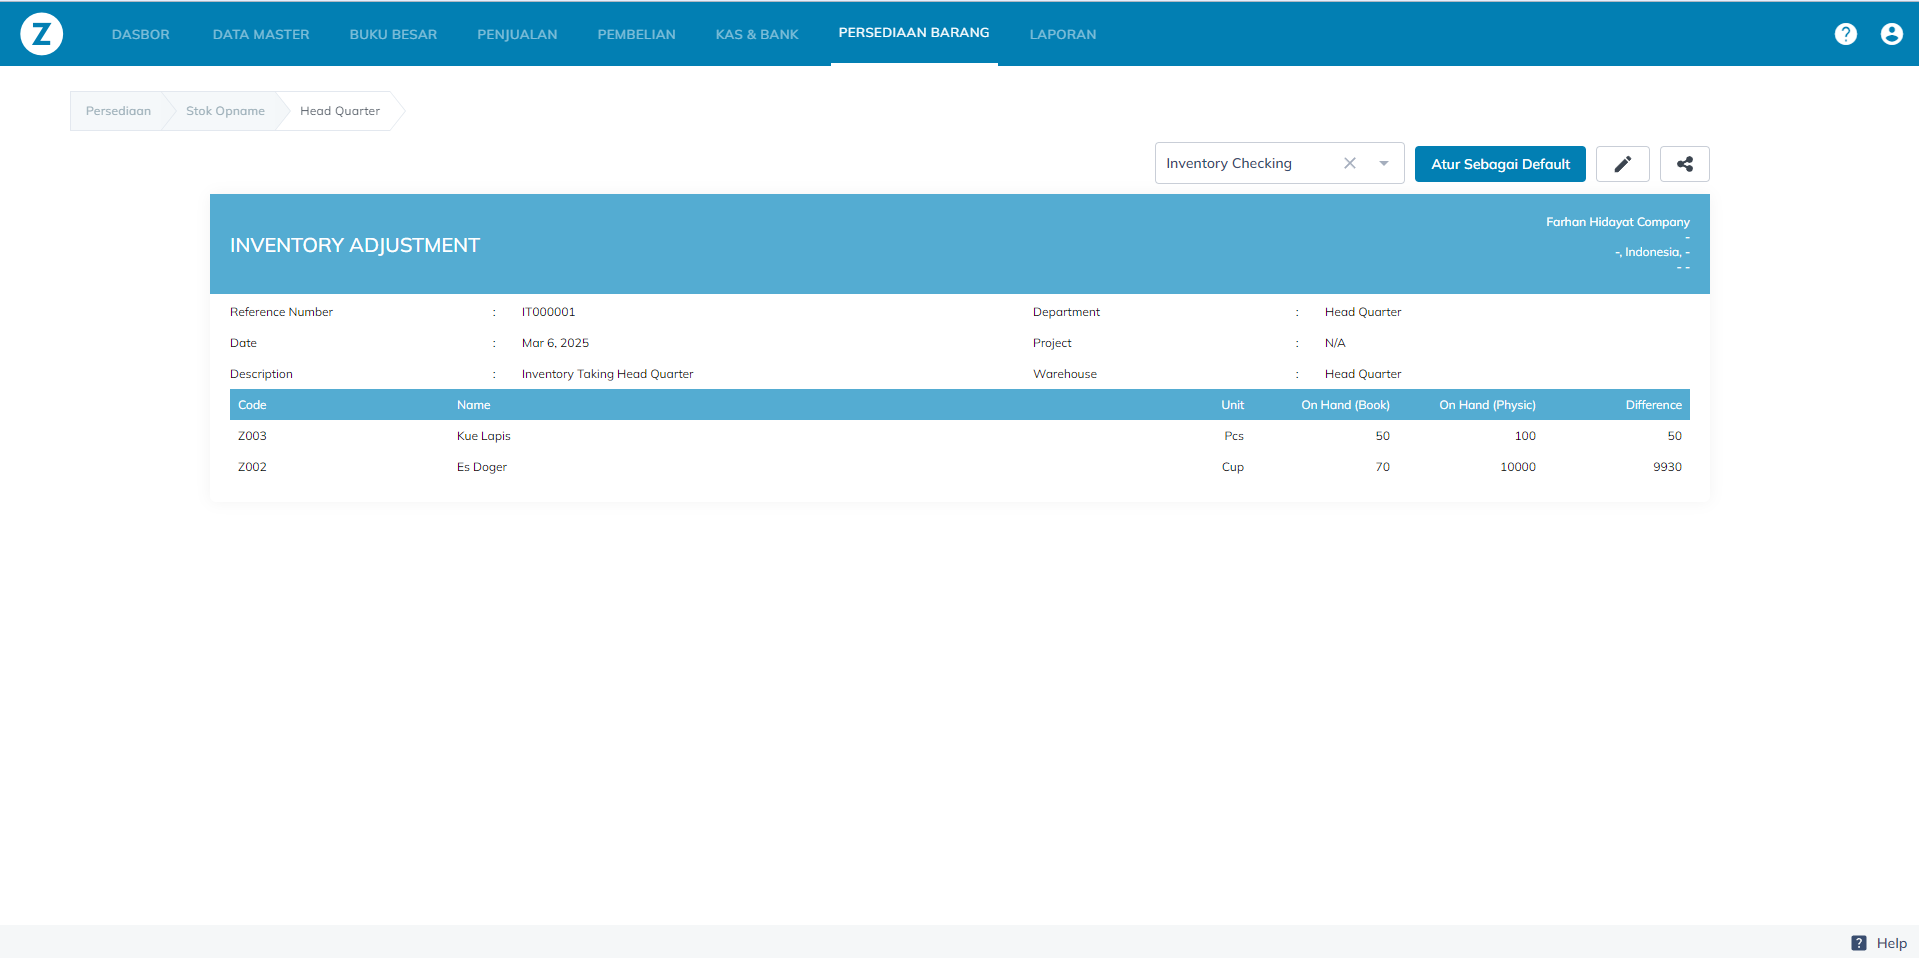 Z DASBOR DATA MASTER BUKU BESAR PENJUALAN PEMBELIAN KAS & BANK PERSEDIAAN BARANG LAPORAN ?
Persediaan Stok Opname Head Quarter
Inventory Checking Atur Sebagai Default
INVENTORY ADJUSTMENT
Farhan Hidayat Company
-
-, Indonesia, -
- -
Reference Number : IT000001 Department : Head Quarter
Date : Mar 6, 2025 Project : N/A
Description : Inventory Taking Head Quarter Warehouse : Head Quarter
Code Name Unit On Hand (Book) On Hand (Physic) Difference
Z003 Kue Lapis Pcs 50 100 50
Z002 Es Doger Cup 70 10000 9930
? Help